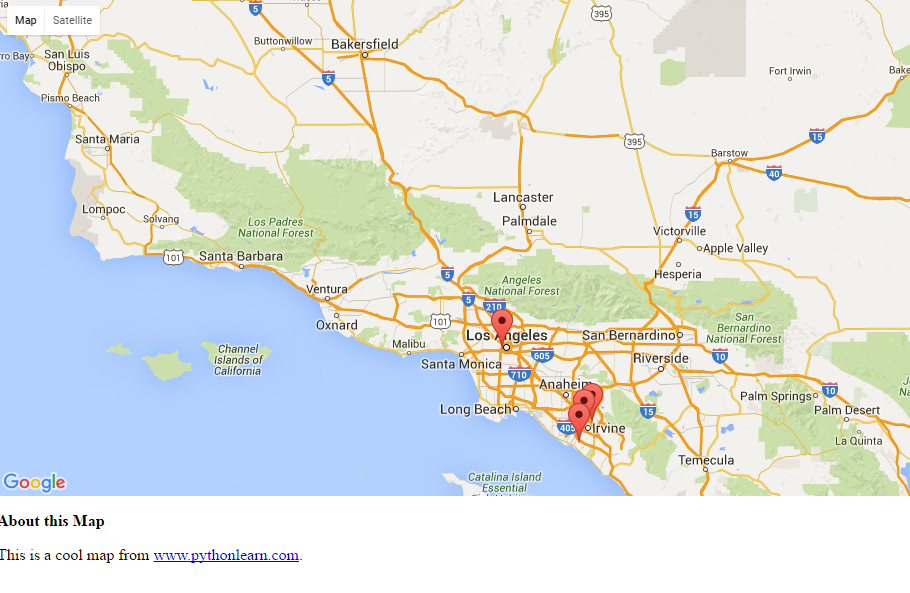 Map Satellite
5
395
Buttonwillow
Bakersfield
San Luis
Obispo
5
Fort Irwin
Pismo Beach
Santa Maria
395
15
Barstow
40
Lompoc
Solvang
Lancaster
Palmdale
15
Los Padres
National Forest
Victorville
Apple Valley
101
Santa Barbara
5
Hesperia
Angeles
National Forest
Ventura
5
210
Oxnard
101
San
Bernardino
National Forest
Malibu
Los Angeles
San Bernardino
605
10
Channel
Islands of
California
Santa Monica
Riverside
710
Anaheim
10
Palm Springs
Long Beach
15
Palm Desert
405
Irvine
La Quinta
Temecula
Catalina Island
Essential
Google
About this Map
This is a cool map from www.pythonlearn.com.